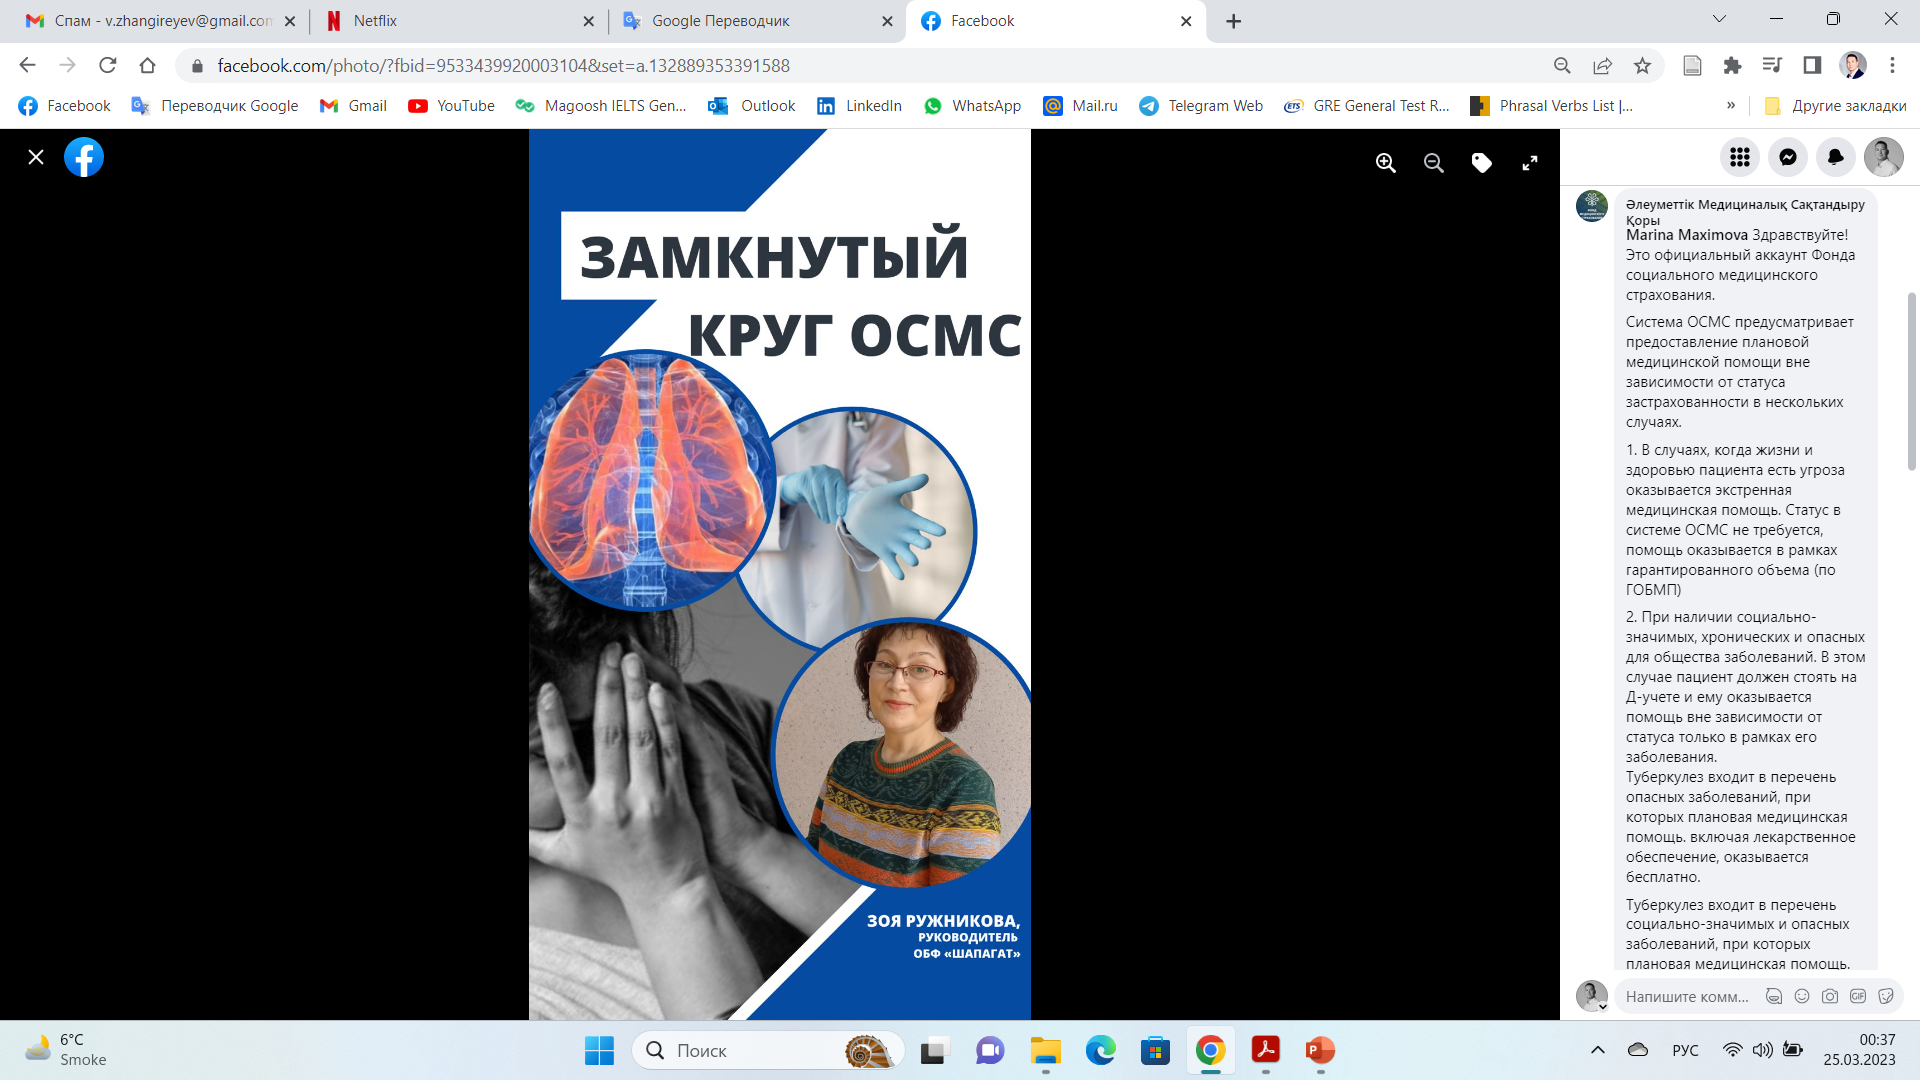 Спам - v.zhangireyev@gmail.con
Netflix
Google Переводчик
Facebook
facebook.com/photo/?fbid=9533439920003104&set=a.132889353391588
Facebook
Переводчик Google
Gmail
YouTube
Magoosh IELTS Gen...
Outlook
LinkedIn
WhatsApp
Mail.ru
Telegram Web
ETS
GRE General Test R...
Phrasal Verbs List |...
»
Другие закладки
ЗАМКНУТЫЙ
КРУГ ОСМС
ЗОЯ РУЖНИКОВА,
РУКОВОДИТЕЛЬ
ОБФ «ШАПАГАТ»
Әлеуметтік Медициналық Сақтандыру
Қоры
Marina Maximova Здравствуйте!
Это официальный аккаунт Фонда
социального медицинского
страхования.
Система ОСМС предусматривает
предоставление плановой
медицинской помощи вне
зависимости от статуса
застрахованности в нескольких
случаях.
1. В случаях, когда жизни и
здоровью пациента есть угроза
оказывается экстренная
медицинская помощь. Статус в
системе ОСМС не требуется,
помощь оказывается в рамках
гарантированного объема (по
ГОБМП)
2. При наличии социально-
значимых, хронических и опасных
для общества заболеваний. В этом
случае пациент должен стоять на
Д-учете и ему оказывается
помощь вне зависимости от
статуса только в рамках его
заболевания.
Туберкулез входит в перечень
опасных заболеваний, при
которых плановая медицинская
помощь. включая лекарственное
обеспечение, оказывается
бесплатно.
Туберкулез входит в перечень
социально-значимых и опасных
заболеваний, при которых
плановая медицинская помощь.
Напишите комм...
GIF
6°C
Smoke
Поиск
РУС
00:37
25.03.2023